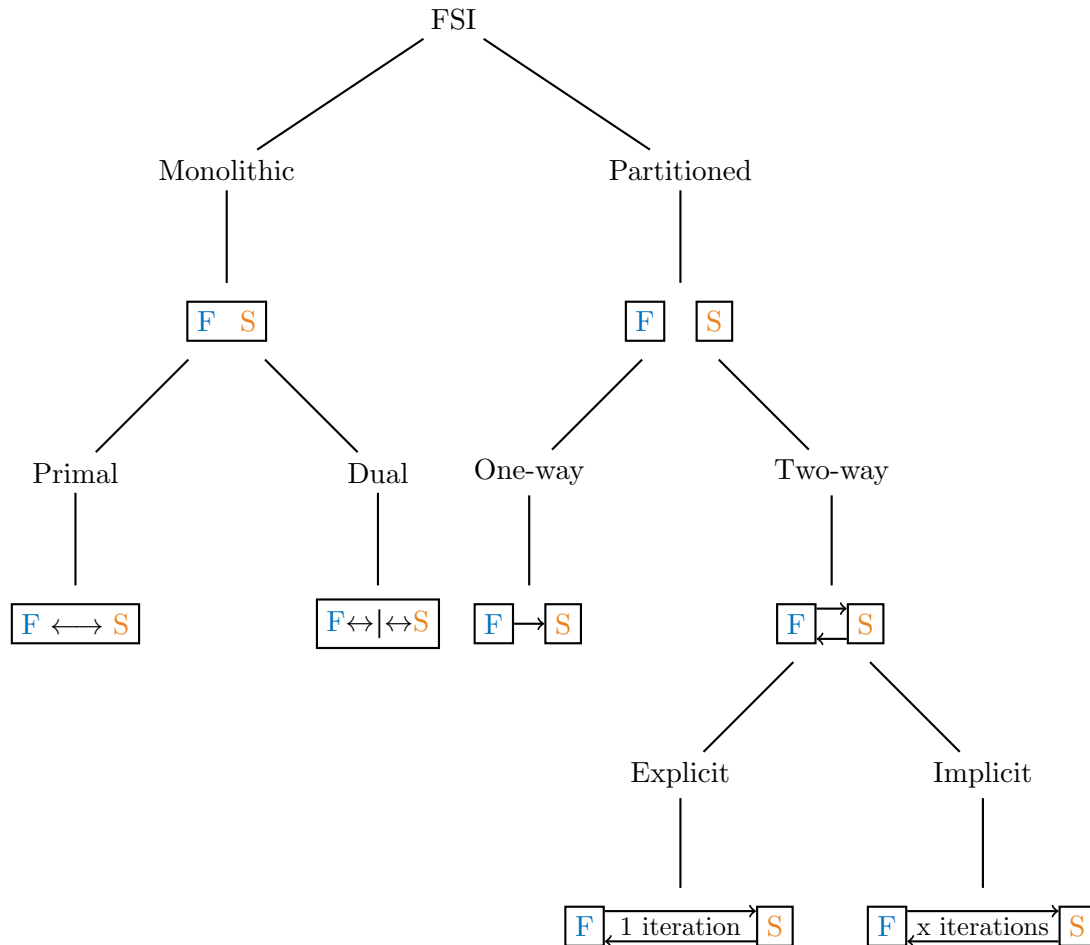 FSI
Monolithic Partitioned
F S F S
Primal Dual One-way Two-way
F ⟷ S F↔|↔S F → S F S
Explicit Implicit
F 1 iteration S F x iterations S